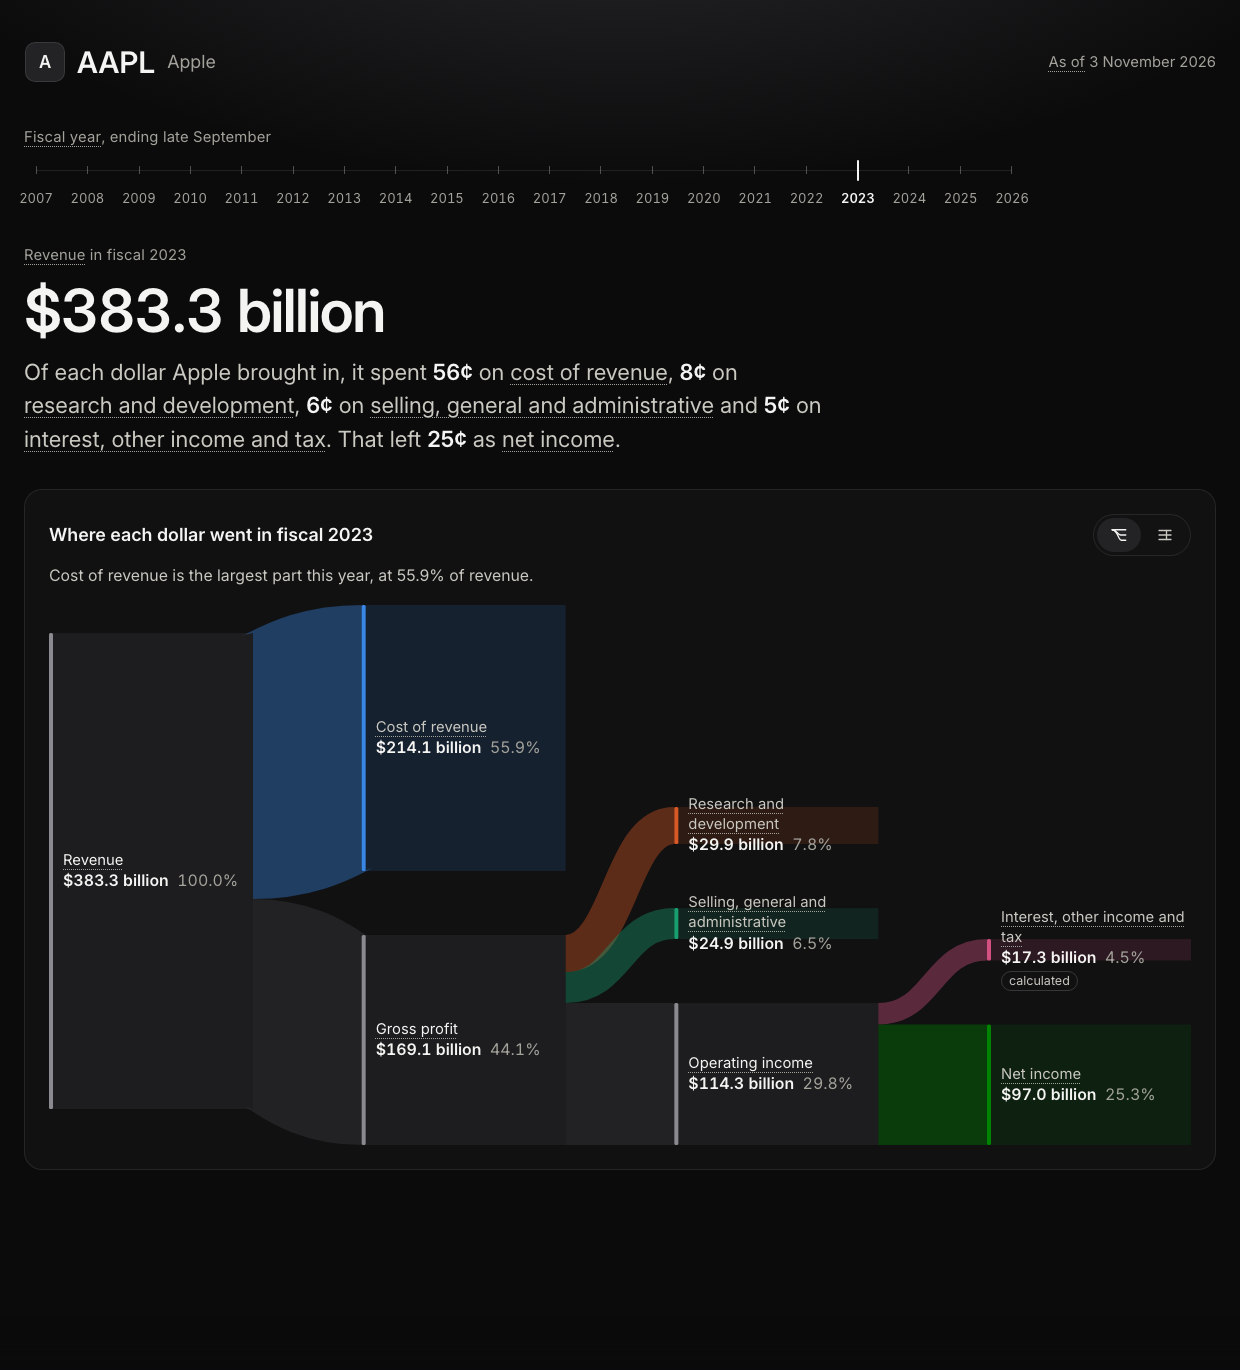 A AAPL Apple
As of 3 November 2026
Fiscal year, ending late September
2007 2008 2009 2010 2011 2012 2013 2014 2015 2016 2017 2018 2019 2020 2021 2022 2023 2024 2025 2026
Revenue in fiscal 2023
$383.3 billion
Of each dollar Apple brought in, it spent 56¢ on cost of revenue, 8¢ on
research and development, 6¢ on selling, general and administrative and 5¢ on
interest, other income and tax. That left 25¢ as net income.
Where each dollar went in fiscal 2023
Cost of revenue is the largest part this year, at 55.9% of revenue.
Revenue
$383.3 billion 100.0%
Cost of revenue
$214.1 billion 55.9%
Gross profit
$169.1 billion 44.1%
Research and
development
$29.9 billion 7.8%
Selling, general and
administrative
$24.9 billion 6.5%
Operating income
$114.3 billion 29.8%
Interest, other income and
tax
$17.3 billion 4.5%
calculated
Net income
$97.0 billion 25.3%